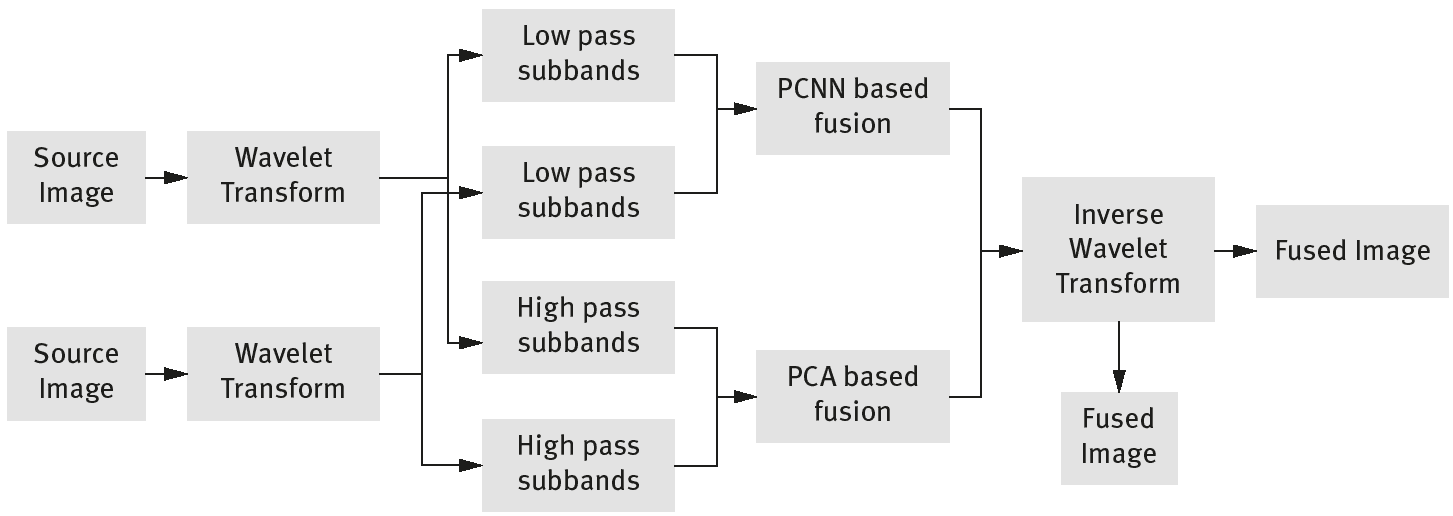 Source
Image
Wavelet
Transform
Source
Image
Wavelet
Transform
Low pass
subbands
Low pass
subbands
High pass
subbands
High pass
subbands
PCNN based
fusion
PCA based
fusion
Inverse
Wavelet
Transform
Fused Image
Fused
Image